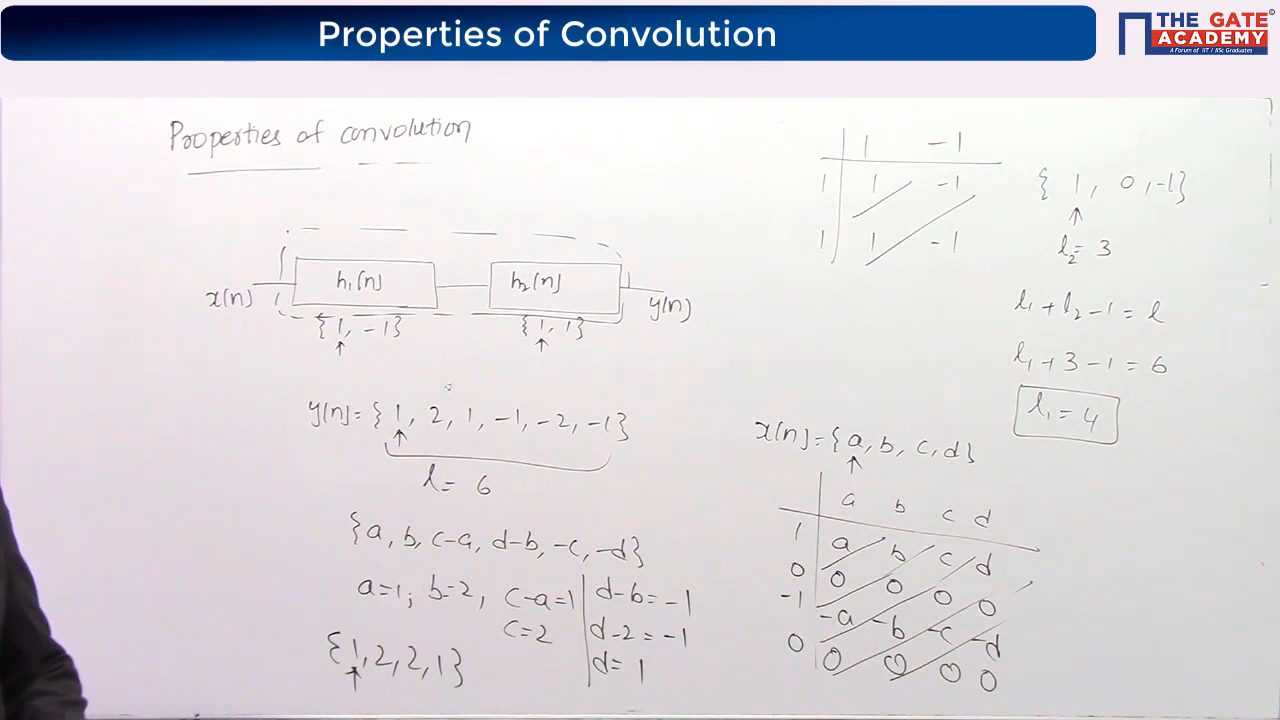 Properties of Convolution
THE GATE
ACADEMY
A Forum of IIT / IISc Graduates
©
Properties of convolution
x(n)
h₁(n)
h₂(n)
y(n)
{1, -1}
↑
{1, 1}
↑
y(n) = {1, 2, 1, -1, -2, -1}
↑
l = 6
{a, b, c-a, d-b, -c, -d}
a=1; b=2, c-a=1 | d-b=-1
c=2 | d-2=-1
d=1
{1, 2, 2, 1}
↑
1 -1
1 1 -1
1 1 -1
{1, 0, -1}
↑
l₂= 3
l₁+l₂-1=l
l₁+3-1=6
l₁=4
x(n)={a, b, c, d}
↑
a b c d
1 a b c d
0 0 0 0 0
-1 -a -b -c -d
0 0 0 0 0